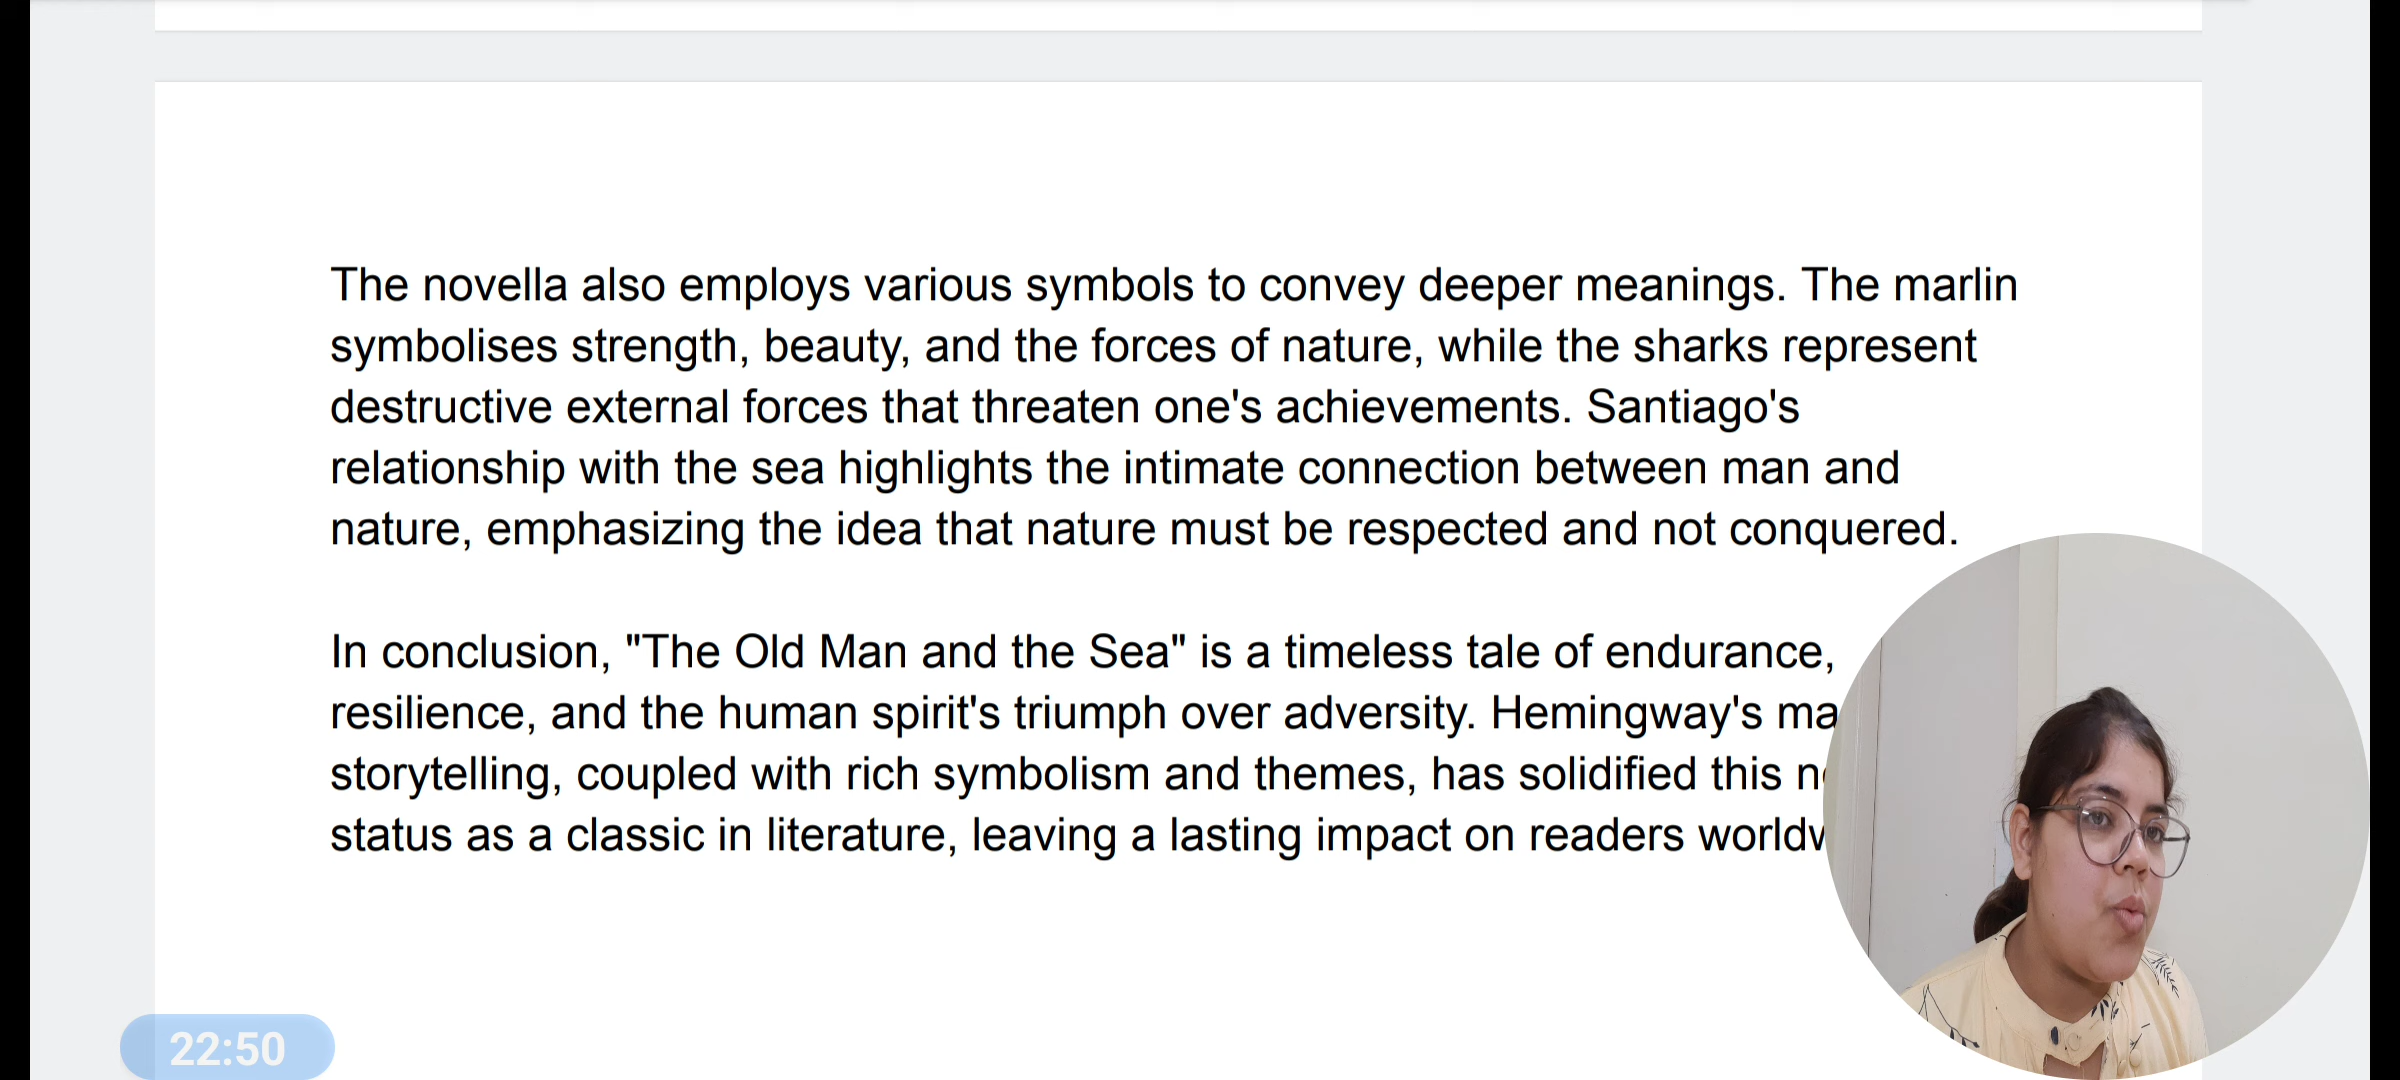 The novella also employs various symbols to convey deeper meanings. The marlin
symbolises strength, beauty, and the forces of nature, while the sharks represent
destructive external forces that threaten one's achievements. Santiago's
relationship with the sea highlights the intimate connection between man and
nature, emphasizing the idea that nature must be respected and not conquered.
In conclusion, "The Old Man and the Sea" is a timeless tale of endurance,
resilience, and the human spirit's triumph over adversity. Hemingway's
storytelling, coupled with rich symbolism and themes, has solidified this
status as a classic in literature, leaving a lasting impact on readers
22:50